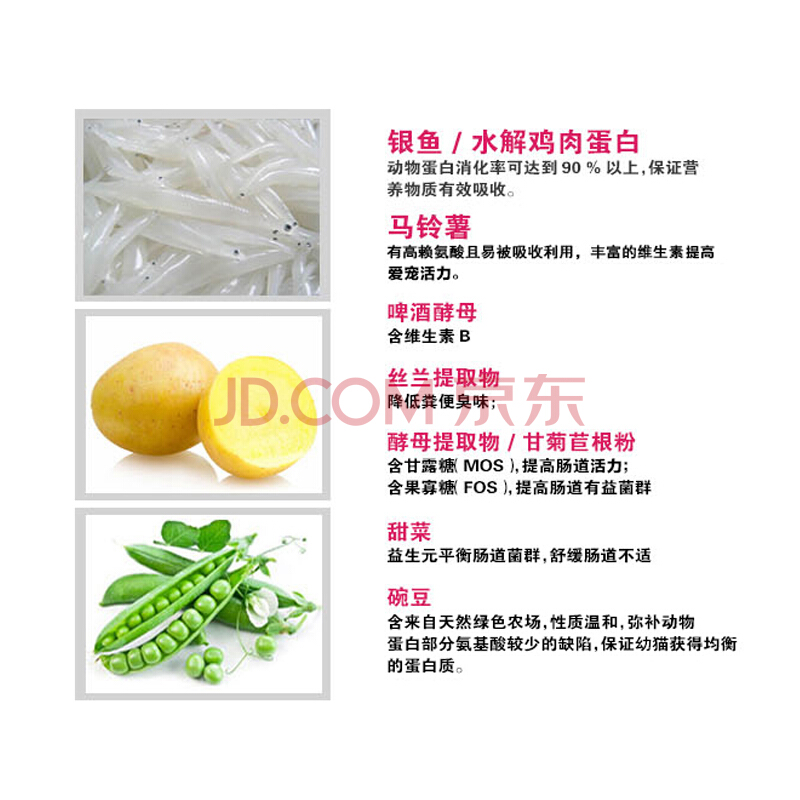 银鱼 / 水解鸡肉蛋白
动物蛋白消化率可达到 90 % 以上,保证营
养物质有效吸收。
马铃薯
有高赖氨酸且易被吸收利用，丰富的维生素提高
爱宠活力。
啤酒酵母
含维生素 B
丝兰提取物
降低粪便臭味;
JD.COM 京东
酵母提取物 / 甘菊苣根粉
含甘露糖( MOS ),提高肠道活力;
含果寡糖( FOS ),提高肠道有益菌群
甜菜
益生元平衡肠道菌群,舒缓肠道不适
碗豆
含来自天然绿色农场,性质温和,弥补动物
蛋白部分氨基酸较少的缺陷,保证幼猫获得均衡
的蛋白质。